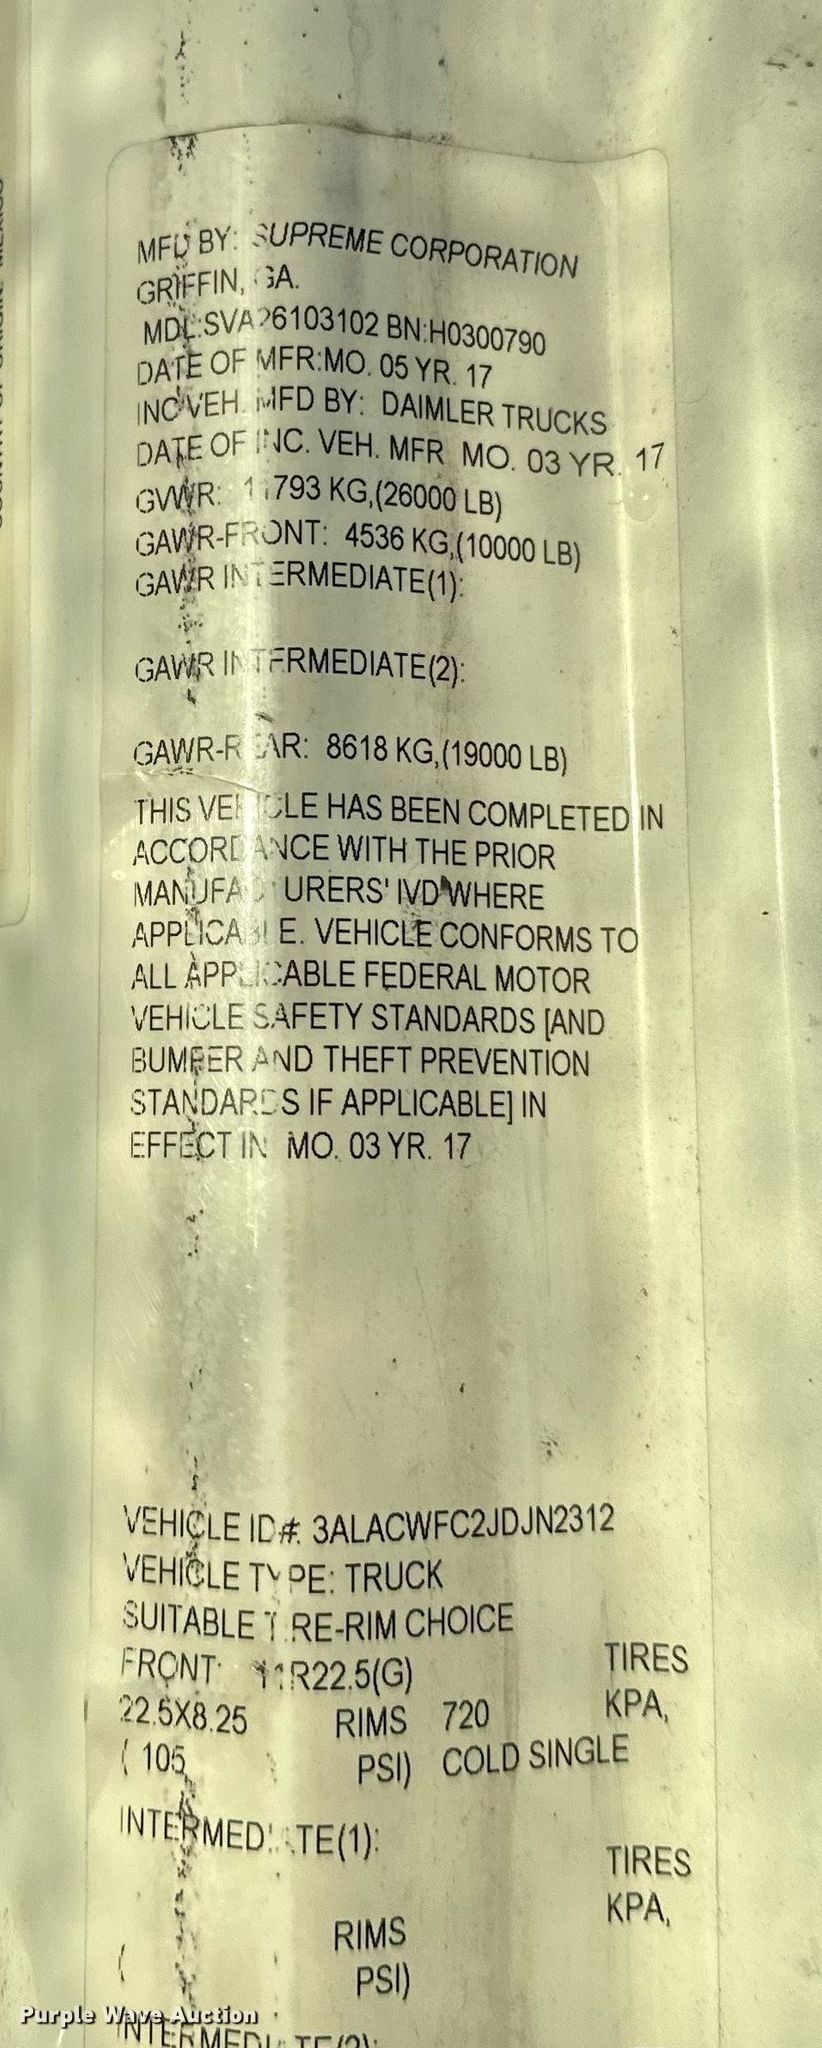 MFD BY: SUPREME CORPORATION
GRIFFIN, GA.
MDL:SVA26103102 BN:H0300790
DATE OF MFR:MO. 05 YR. 17
INC VEH. MFD BY: DAIMLER TRUCKS
DATE OF INC. VEH. MFR MO. 03 YR. 17
GVWR: 11793 KG,(26000 LB)
GAWR-FRONT: 4536 KG,(10000 LB)
GAWR INTERMEDIATE(1):
GAWR INTERMEDIATE(2):
GAWR-REAR: 8618 KG,(19000 LB)
THIS VEHICLE HAS BEEN COMPLETED IN
ACCORDANCE WITH THE PRIOR
MANUFACTURERS' IVD WHERE
APPLICABLE. VEHICLE CONFORMS TO
ALL APPLICABLE FEDERAL MOTOR
VEHICLE SAFETY STANDARDS [AND
BUMPER AND THEFT PREVENTION
STANDARDS IF APPLICABLE] IN
EFFECT IN MO. 03 YR. 17
VEHICLE ID#: 3ALACWFC2JDJN2312
VEHICLE TYPE: TRUCK
SUITABLE TIRE-RIM CHOICE
FRONT: 11R22.5(G) TIRES
22.5X8.25 RIMS 720 KPA,
( 105 PSI) COLD SINGLE
INTERMEDIATE(1):
TIRES
RIMS KPA,
( PSI)
INTERMEDIATE(2):
Purple Wave Auction